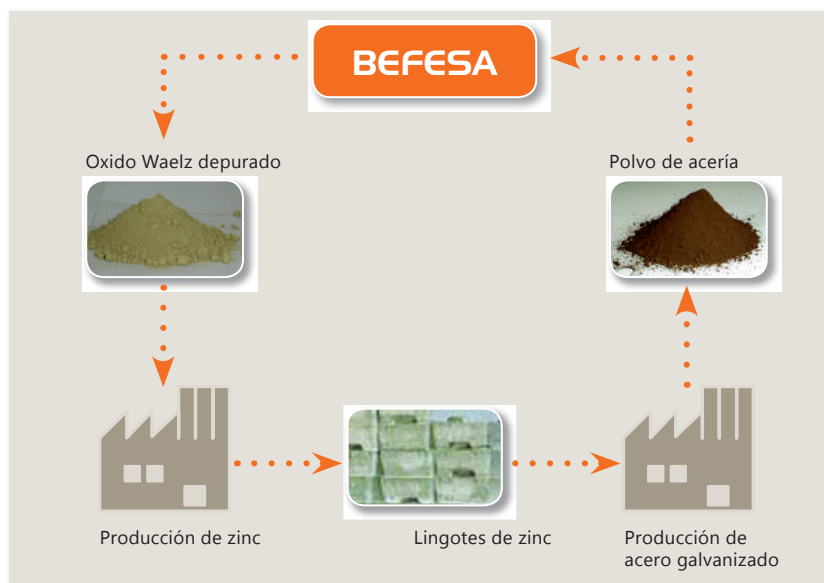 BEFESA
Oxido Waelz depurado
Polvo de acería
Producción de zinc
Lingotes de zinc
Producción de
acero galvanizado